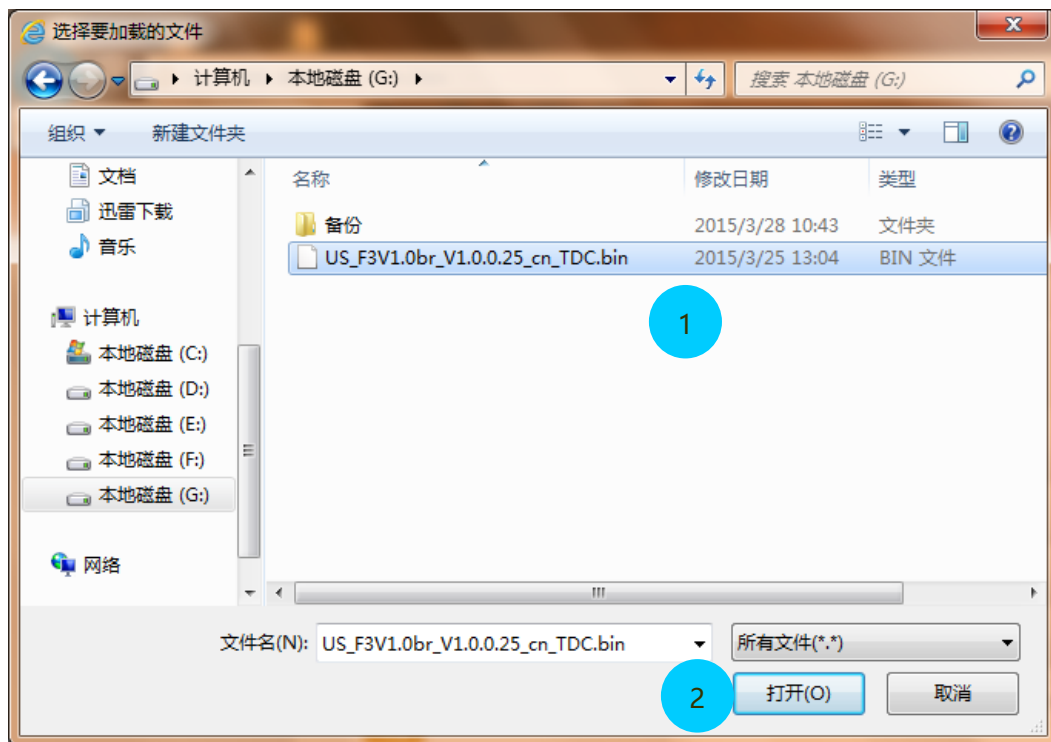 选择要加载的文件
计算机 本地磁盘 (G:) 搜索 本地磁盘 (G:)
组织 新建文件夹
文档
迅雷下载
音乐
计算机
本地磁盘 (C:)
本地磁盘 (D:)
本地磁盘 (E:)
本地磁盘 (F:)
本地磁盘 (G:)
网络
名称 修改日期 类型
备份 2015/3/28 10:43 文件夹
US_F3V1.0br_V1.0.0.25_cn_TDC.bin 2015/3/25 13:04 BIN 文件
1
文件名(N): US_F3V1.0br_V1.0.0.25_cn_TDC.bin 所有文件(*.*)
2 打开(O) 取消